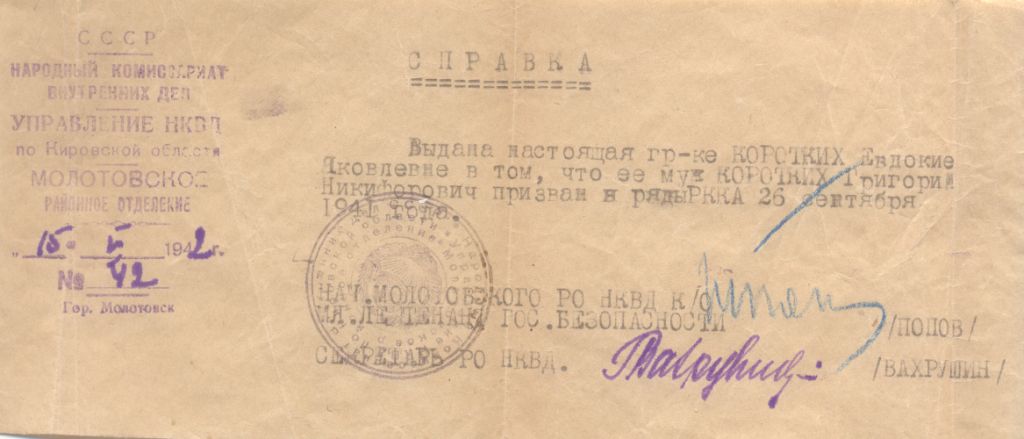 СССР
НАРОДНЫЙ КОМИССАРИАТ
ВНУТРЕННИХ ДЕЛ
УПРАВЛЕНИЕ НКВД
по Кировской области
МОЛОТОВСКОЕ
РАЙОННОЕ ОТДЕЛЕНИЕ
„ 15 - 1942 г.
№ 42
Гор. Молотовск
СПРАВКА
Выдана настоящая гр-ке КОРОТКИХ Евдокие
Яковлевне в том, что ее муж КОРОТКИХ Григорий
Никифорович призван в рядыРККА 26 сентября
1941 года.
НАЧ.МОЛОТОВСКОГО РО НКВД К/О
МЛ.ЛЕЙТЕНАНТ ГОС.БЕЗОПАСНОСТИ /ПОПОВ/
СЕКРЕТАРЬ РО НКВД. Вахрушин /ВАХРУШИН/